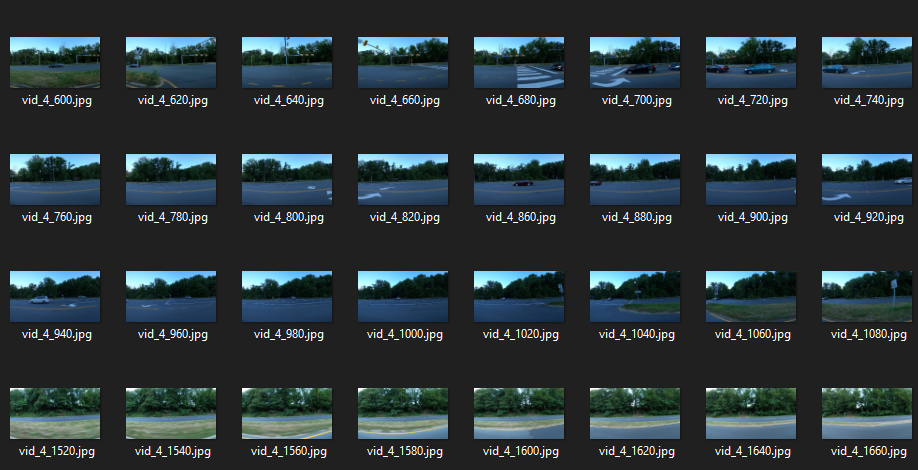 vid_4_600.jpg vid_4_620.jpg vid_4_640.jpg vid_4_660.jpg vid_4_680.jpg vid_4_700.jpg vid_4_720.jpg vid_4_740.jpg
vid_4_760.jpg vid_4_780.jpg vid_4_800.jpg vid_4_820.jpg vid_4_860.jpg vid_4_880.jpg vid_4_900.jpg vid_4_920.jpg
vid_4_940.jpg vid_4_960.jpg vid_4_980.jpg vid_4_1000.jpg vid_4_1020.jpg vid_4_1040.jpg vid_4_1060.jpg vid_4_1080.jpg
vid_4_1520.jpg vid_4_1540.jpg vid_4_1560.jpg vid_4_1580.jpg vid_4_1600.jpg vid_4_1620.jpg vid_4_1640.jpg vid_4_1660.jpg